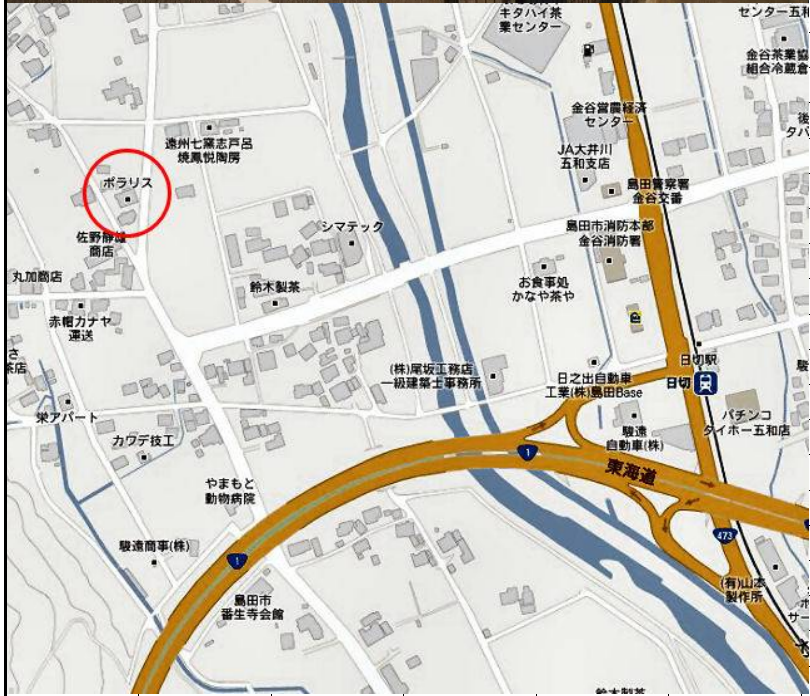 キタハイ茶
業センター
センター五和
金谷茶業協
組合冷蔵倉
金谷営農経済
センター
遠州七窯志戸呂
焼鳳悦陶房
JA大井川
五和支店
ポラリス
島田警察署
金谷交番
佐野静雄
商店
シマテック
島田市消防本部
金谷消防署
丸加商店
お食事処
かなや茶や
鈴木製茶
赤帽カナヤ
運送
茶店
日切駅
日切
(株)尾坂工務店
一級建築士事務所
日之出自動車
工業(株)島田Base
栄アパート
パチンコ
タイホー五和店
駿遠
自動車(株)
カワデ技工
1
東海道
やまもと
動物病院
473
駿遠商事(株)
1
(有)山本
製作所
島田市
番生寺会館
鈴木製茶